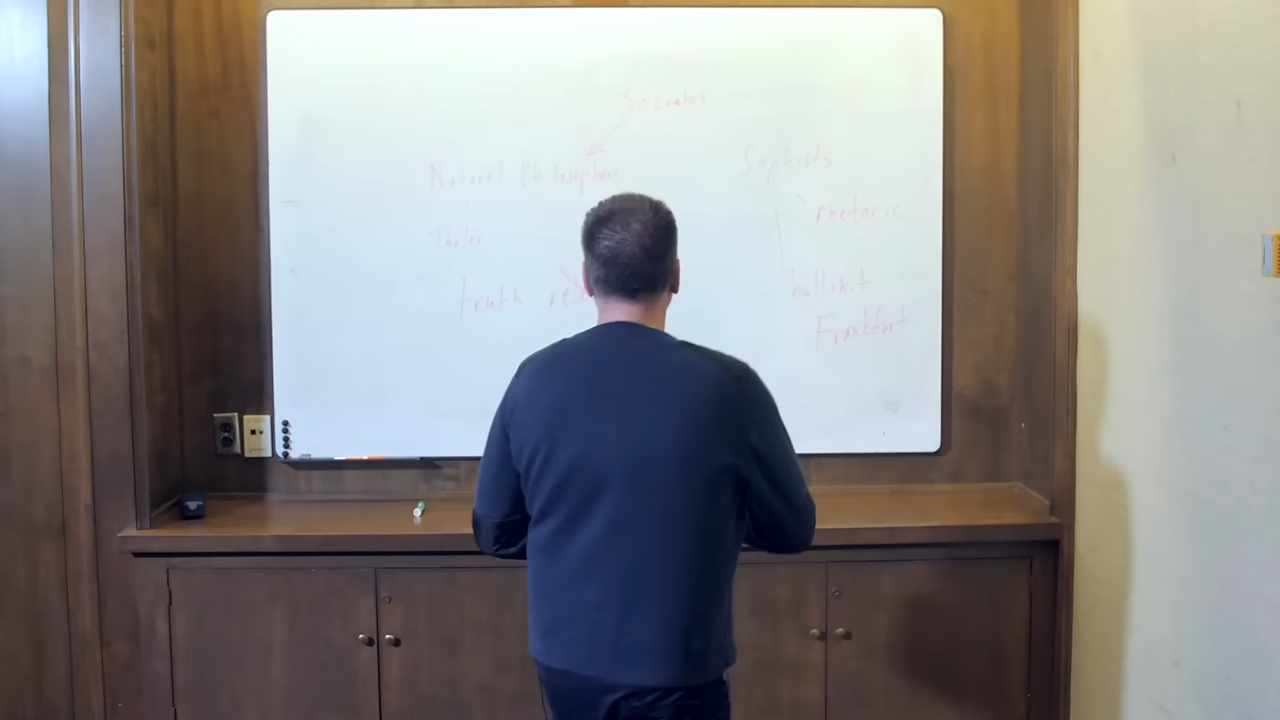 Socrates
Natural Philosophers
Sophists
rhetoric
Thales
truth
bullshit
Frankfurt